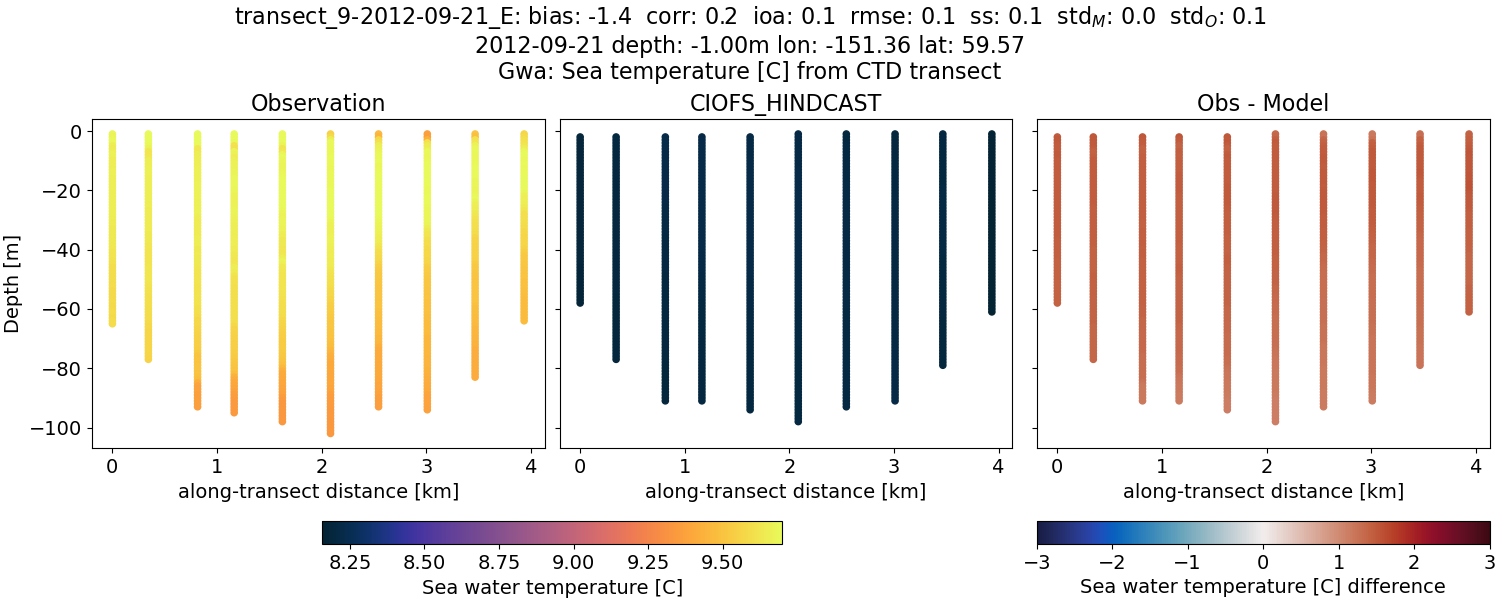 transect_9-2012-09-21_E: bias: -1.4 corr: 0.2 ioa: 0.1 rmse: 0.1 ss: 0.1 std_M: 0.0 std_O: 0.1
2012-09-21 depth: -1.00m lon: -151.36 lat: 59.57
Gwa: Sea temperature [C] from CTD transect
Observation
CIOFS_HINDCAST
Obs - Model
Depth [m]
0
−20
−40
−60
−80
−100
0 1 2 3 4
0 1 2 3 4
0 1 2 3 4
along-transect distance [km]
along-transect distance [km]
along-transect distance [km]
8.25 8.50 8.75 9.00 9.25 9.50
Sea water temperature [C]
−3 −2 −1 0 1 2 3
Sea water temperature [C] difference